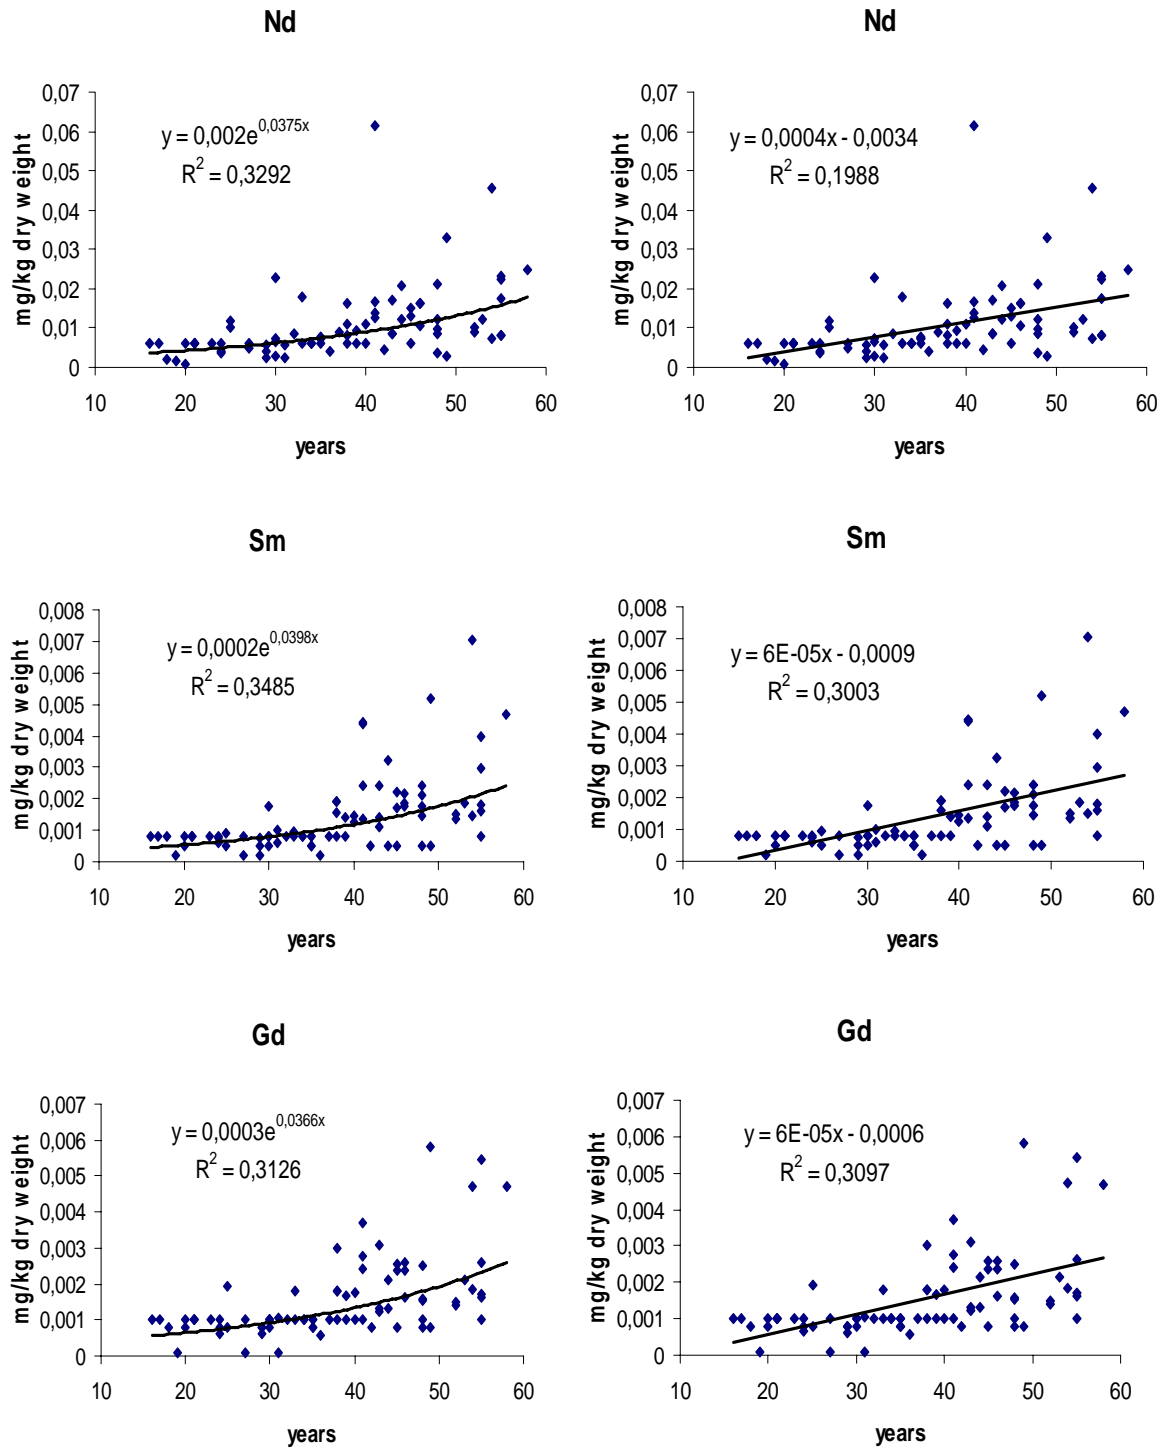 Nd
0,07
0,06
0,05
0,04
0,03
0,02
0,01
0
mg/kg dry weight
y = 0,002e^0,0375x
R² = 0,3292
10 20 30 40 50 60
years
Nd
0,07
0,06
0,05
0,04
0,03
0,02
0,01
0
mg/kg dry weight
y = 0,0004x - 0,0034
R² = 0,1988
10 20 30 40 50 60
years
Sm
0,008
0,007
0,006
0,005
0,004
0,003
0,002
0,001
0
mg/kg dry weight
y = 0,0002e^0,0398x
R² = 0,3485
10 20 30 40 50 60
years
Sm
0,008
0,007
0,006
0,005
0,004
0,003
0,002
0,001
0
mg/kg dry weight
y = 6E-05x - 0,0009
R² = 0,3003
10 20 30 40 50 60
years
Gd
0,007
0,006
0,005
0,004
0,003
0,002
0,001
0
mg/kg dry weight
y = 0,0003e^0,0366x
R² = 0,3126
10 20 30 40 50 60
years
Gd
0,007
0,006
0,005
0,004
0,003
0,002
0,001
0
mg/kg dry weight
y = 6E-05x - 0,0006
R² = 0,3097
10 20 30 40 50 60
years